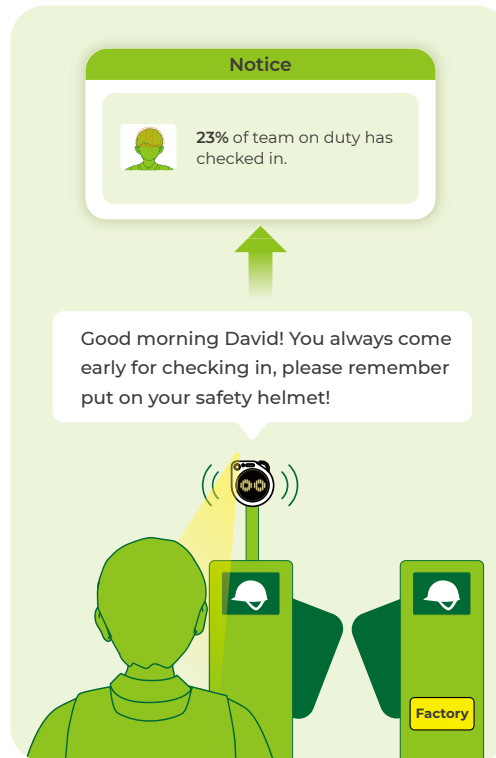 Notice
23% of team on duty has
checked in.
Good morning David! You always come
early for checking in, please remember
put on your safety helmet!
Factory